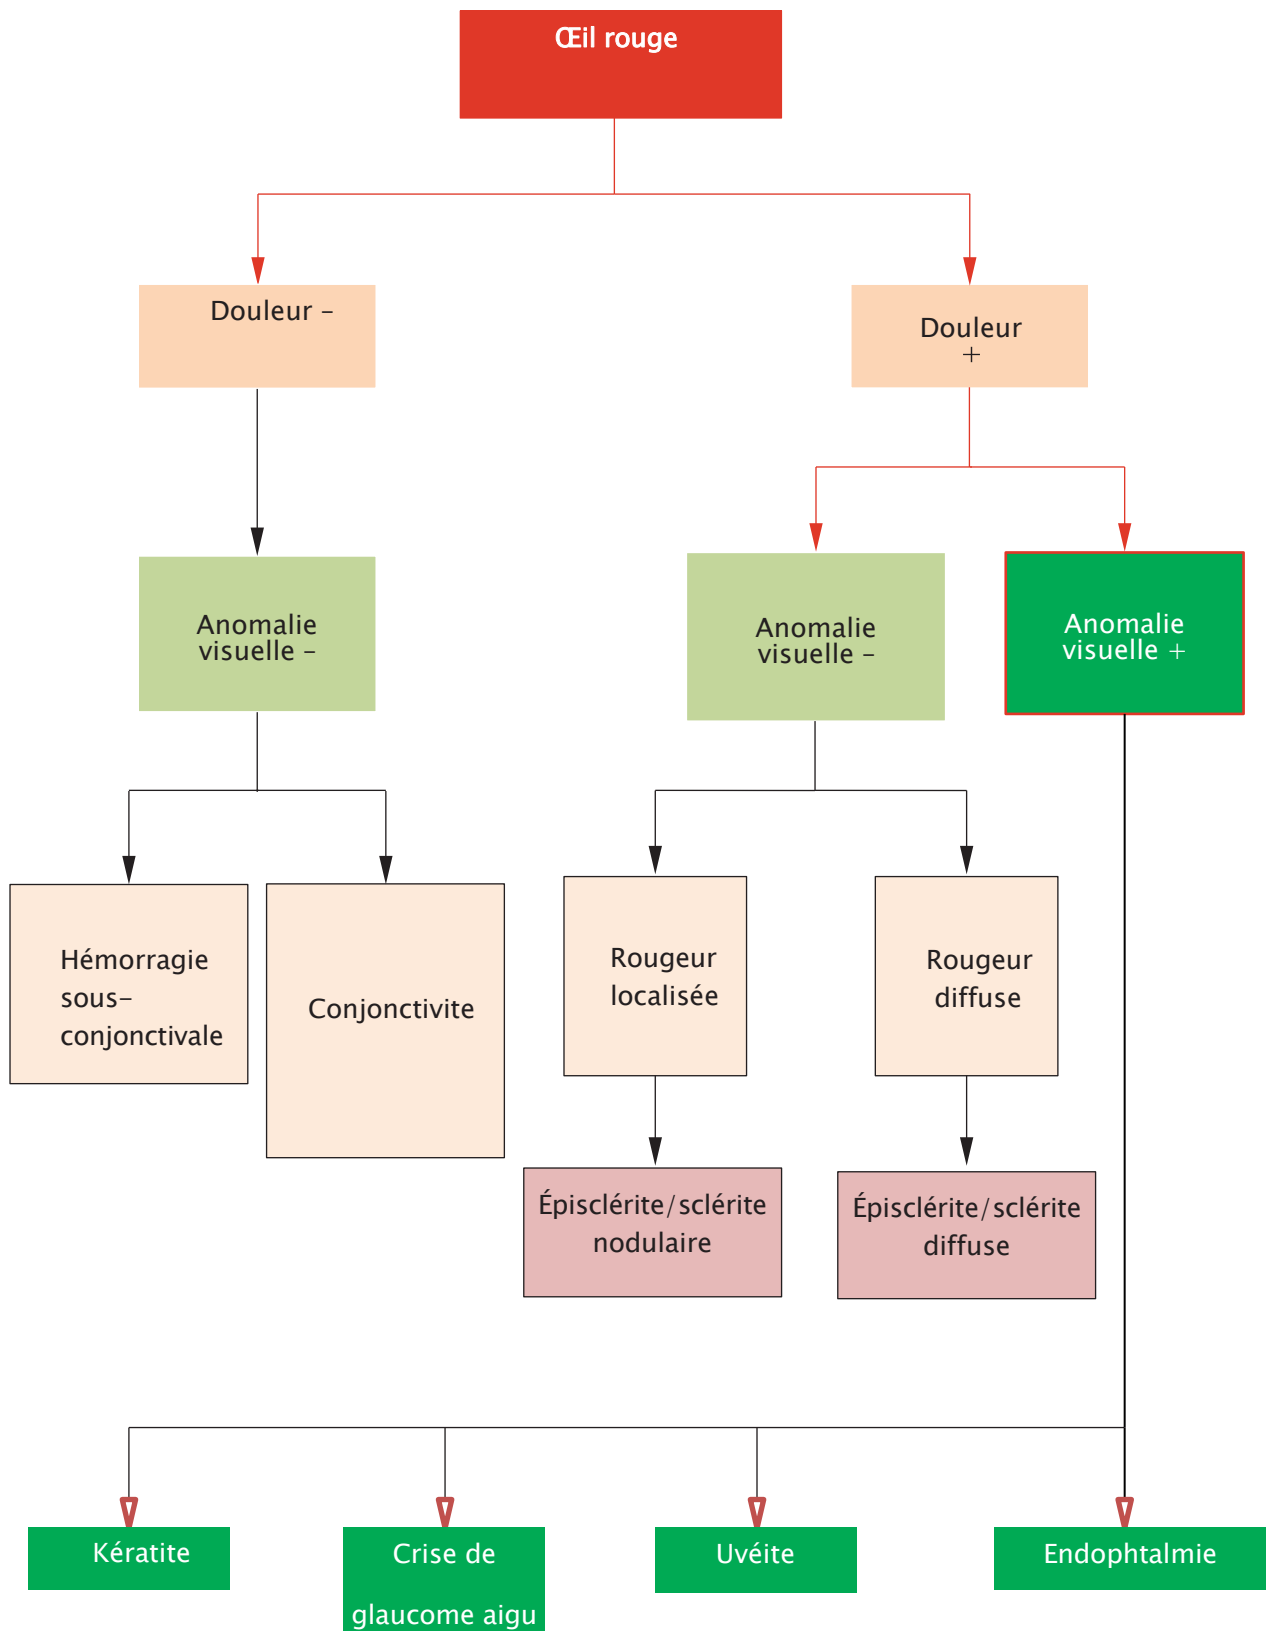 Œil rouge
Douleur –
Douleur
+
Anomalie
visuelle –
Anomalie
visuelle –
Anomalie
visuelle +
Hémorragie
sous–
conjonctivale
Conjonctivite
Rougeur
localisée
Rougeur
diffuse
Épisclérite/sclérite
nodulaire
Épisclérite/sclérite
diffuse
Kératite
Crise de
glaucome aigu
Uvéite
Endophtalmie